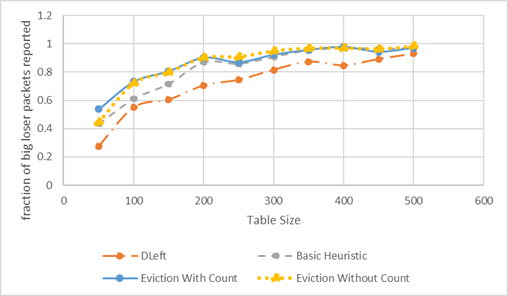 fraction of big loser packets reported
1.2
1
0.8
0.6
0.4
0.2
0
0 100 200 300 400 500 600
Table Size
DLeft Basic Heuristic
Eviction With Count Eviction Without Count